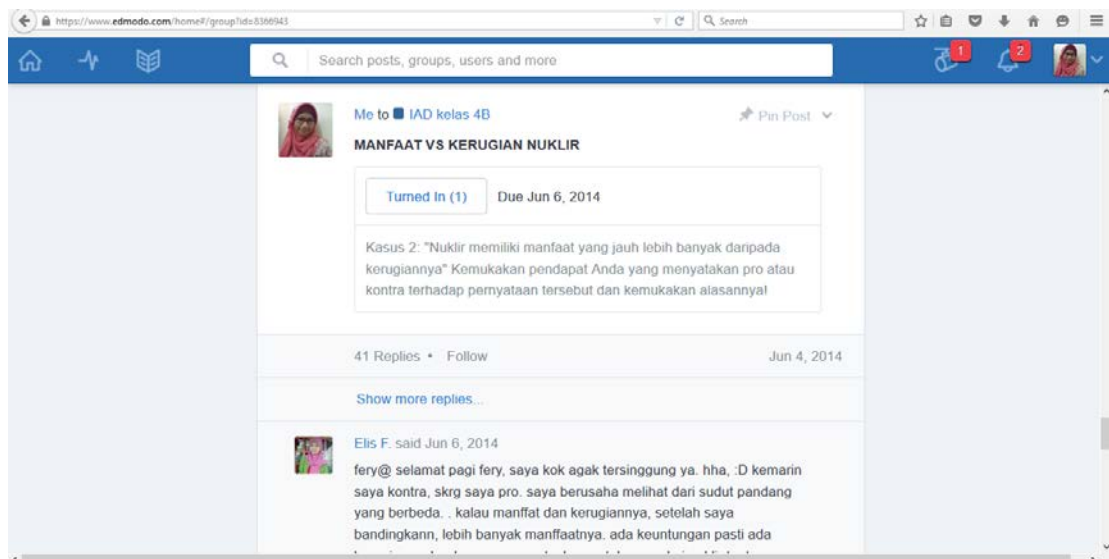 https://www.edmodo.com/home#/group?id=8366943
Search
1
2
Search posts, groups, users and more
Me to IAD kelas 4B
Pin Post
MANFAAT VS KERUGIAN NUKLIR
Turned In (1)
Due Jun 6, 2014
Kasus 2: "Nuklir memiliki manfaat yang jauh lebih banyak daripada
kerugiannya" Kemukakan pendapat Anda yang menyatakan pro atau
kontra terhadap pernyataan tersebut dan kemukakan alasannya!
41 Replies • Follow
Jun 4, 2014
Show more replies...
Elis F. said Jun 6, 2014
fery@ selamat pagi fery, saya kok agak tersinggung ya. hha, :D kemarin
saya kontra, skrg saya pro. saya berusaha melihat dari sudut pandang
yang berbeda. . kalau manffat dan kerugiannya, setelah saya
bandingkann, lebih banyak manffaatnya. ada keuntungan pasti ada